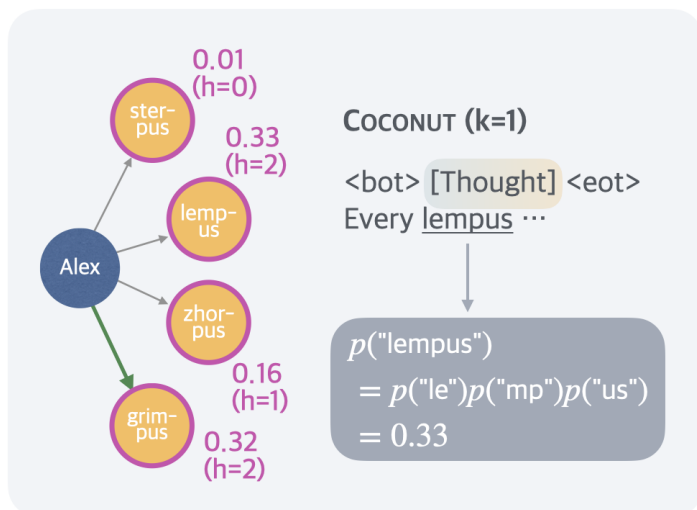 0.01
(h=0)
ster-
pus
0.33
(h=2)
lemp-
us
Alex
zhor-
pus
0.16
(h=1)
grim-
pus
0.32
(h=2)
COCONUT (k=1)
<bot> [Thought] <eot>
Every lempus ...
p("lempus")
= p("le")p("mp")p("us")
= 0.33